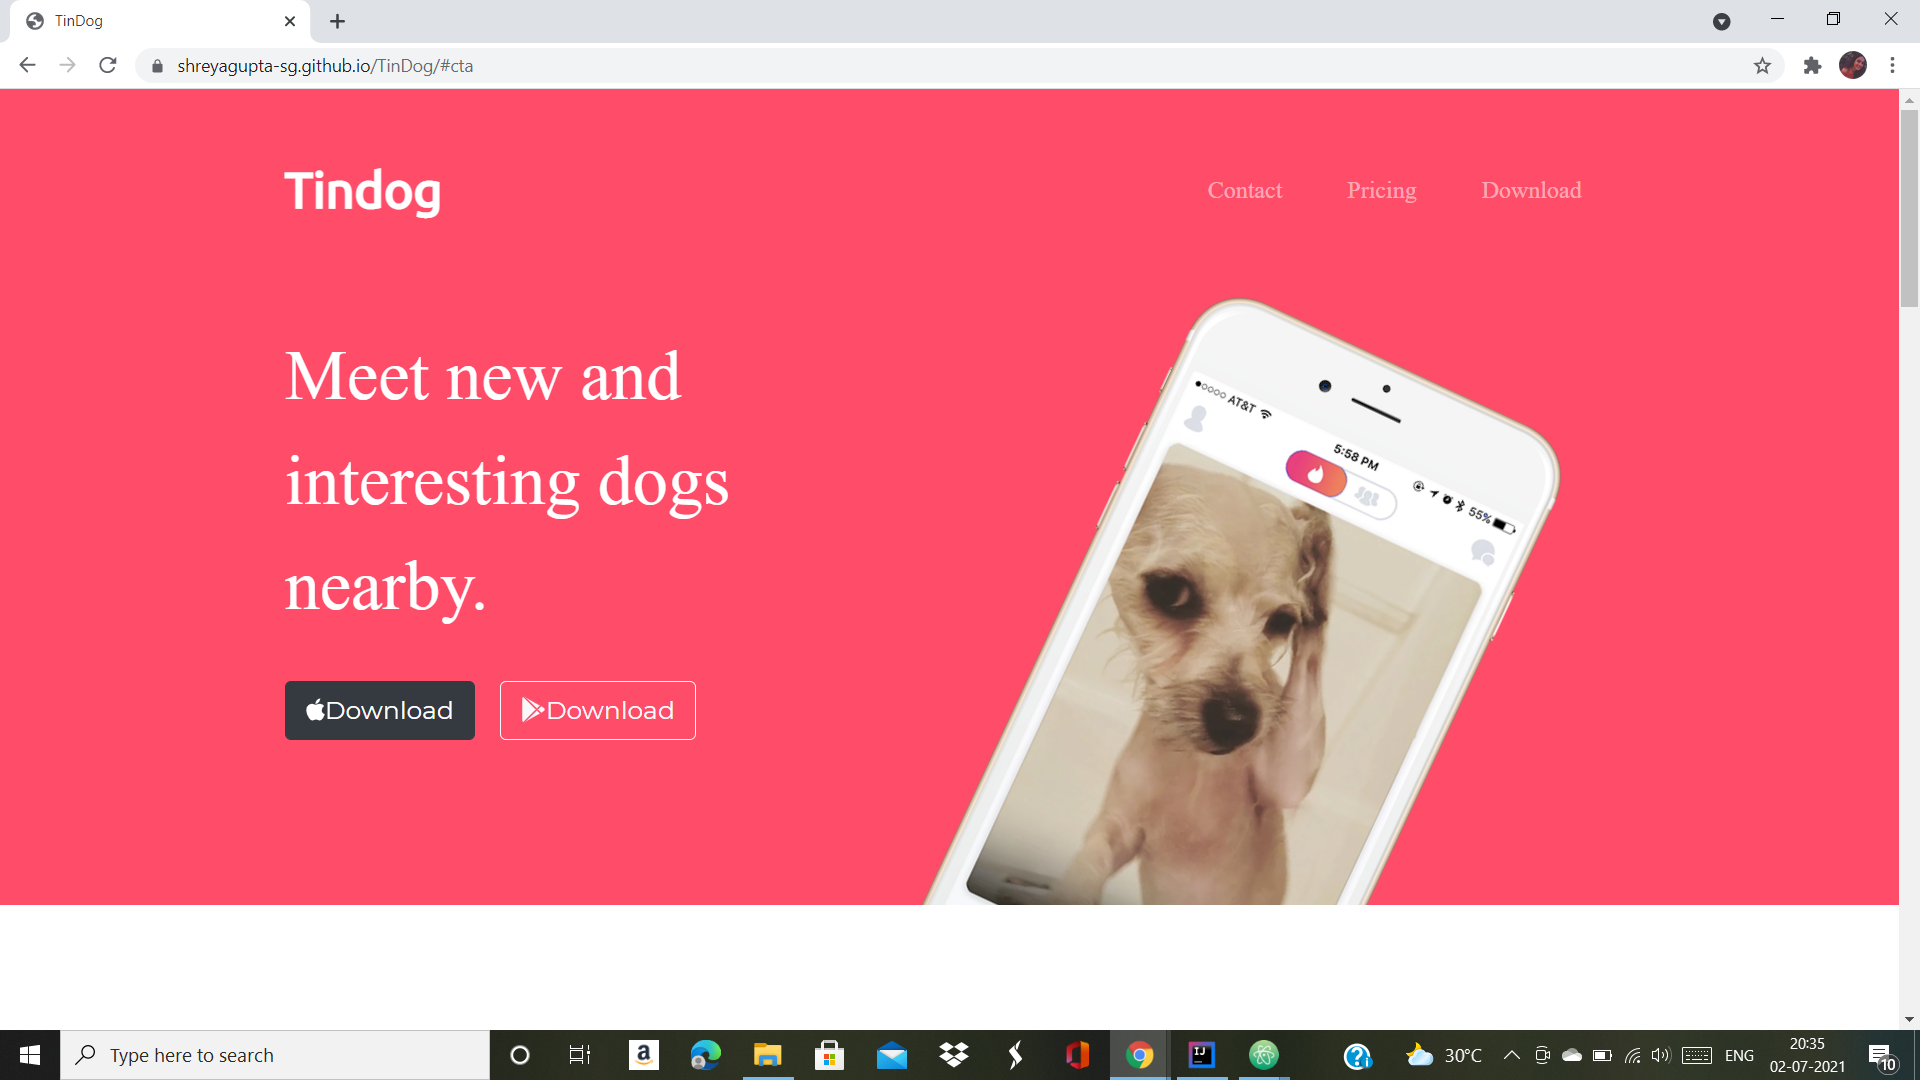 TinDog
shreyagupta-sg.github.io/TinDog/#cta
Tindog
Contact
Pricing
Download
Meet new and
interesting dogs
nearby.
Download
Download
AT&T
5:58 PM
55%
Type here to search
a
IJ
30°C
ENG
20:35
02-07-2021
10